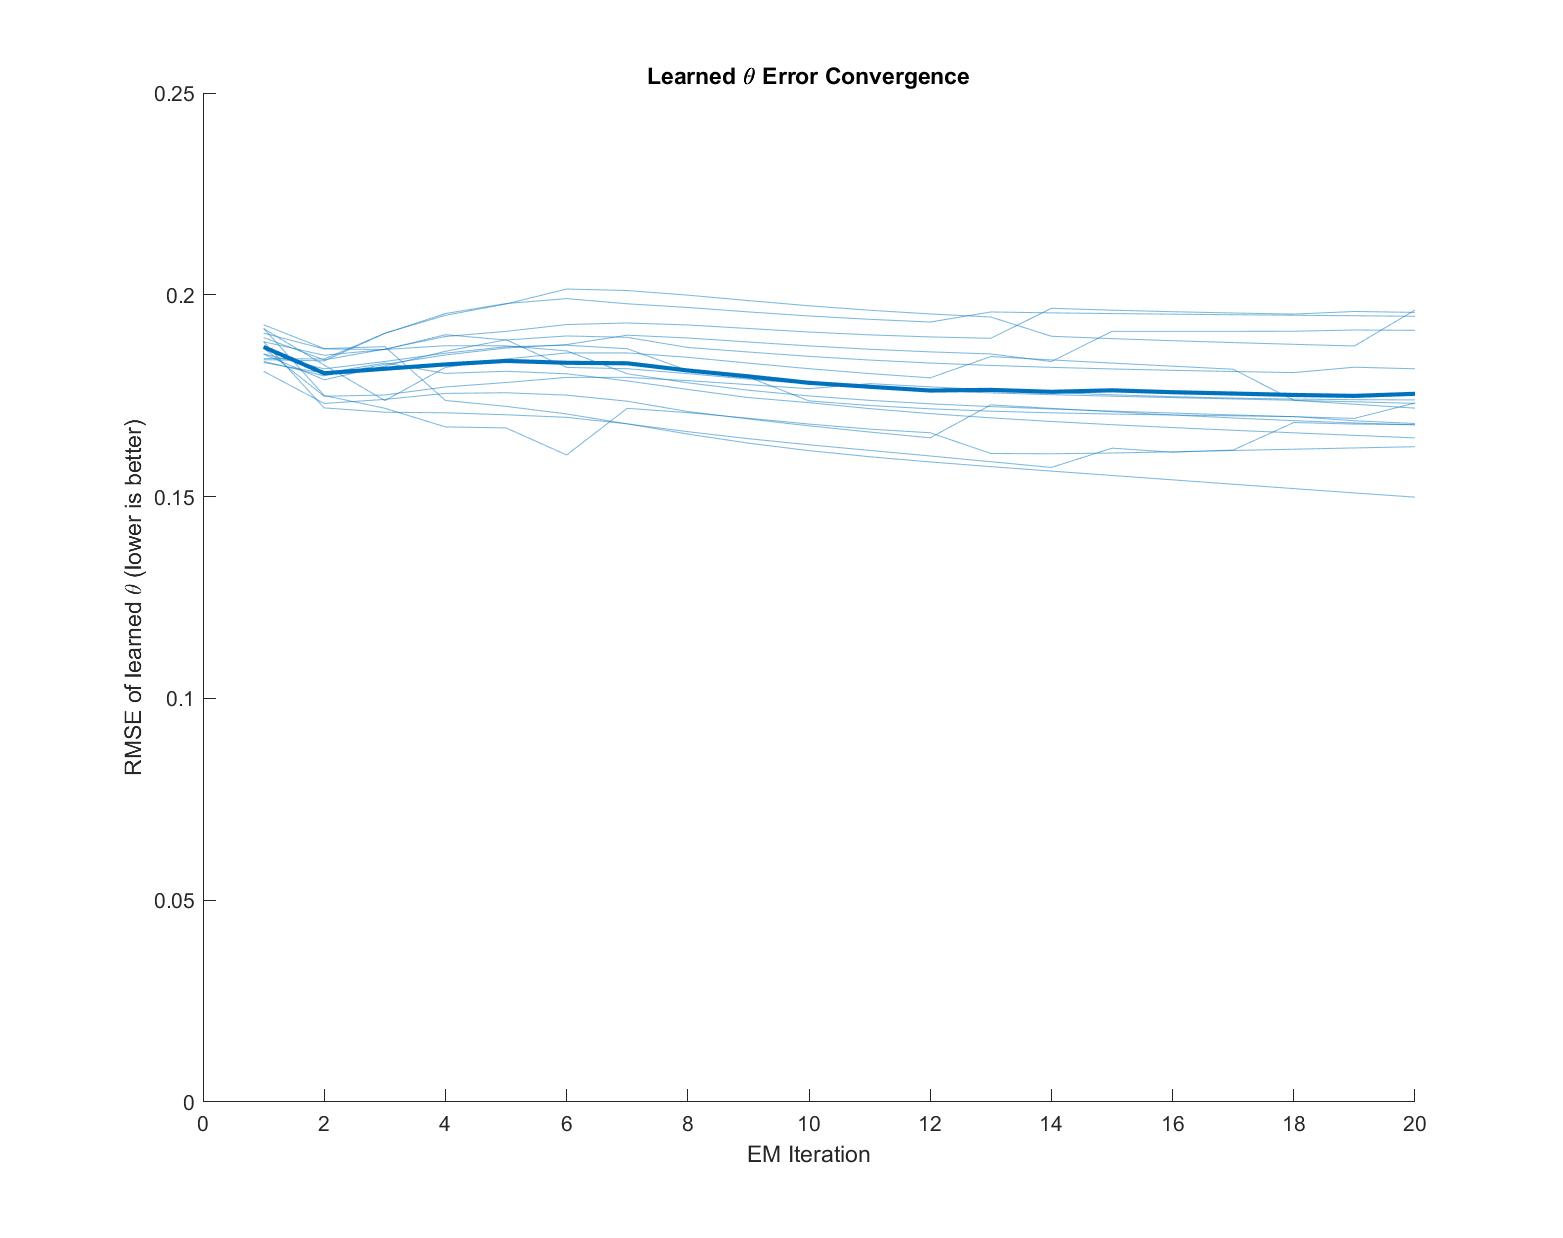 Learned θ Error Convergence
0.25
0.2
0.15
0.1
0.05
0
RMSE of learned θ (lower is better)
0 2 4 6 8 10 12 14 16 18 20
EM Iteration